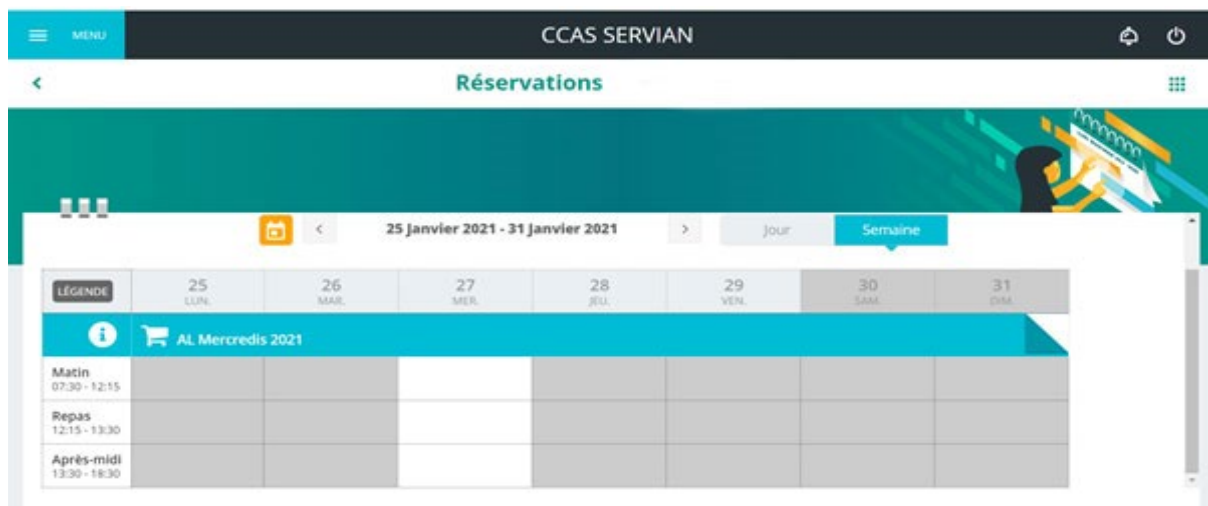 MENU
CCAS SERVIAN
Réservations
25 Janvier 2021 - 31 Janvier 2021
Jour
Semaine
LÉGENDE
25
LUN.
26
MAR.
27
MER.
28
JEU.
29
VEN.
30
SAM.
31
DIM.
AL Mercredis 2021
Matin
07:30 - 12:15
Repas
12:15 - 13:30
Après-midi
13:30 - 18:30